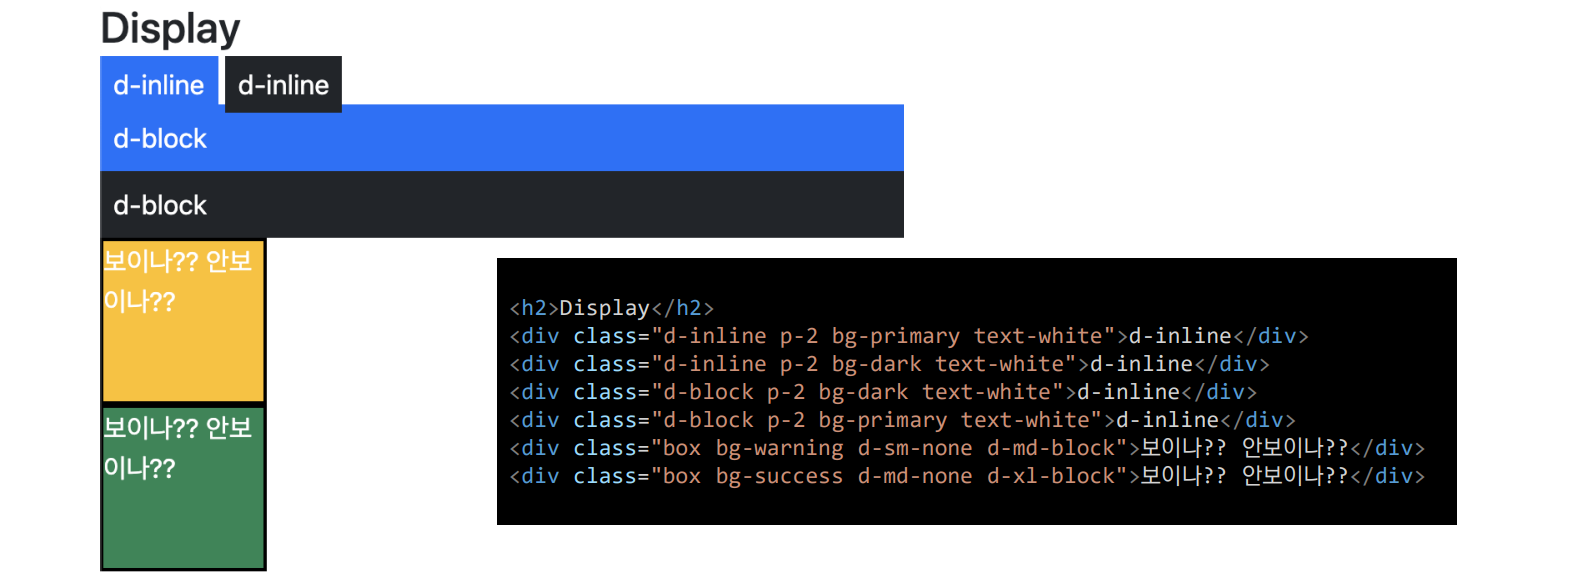 Display
d-inline d-inline
d-block
d-block
보이나?? 안보
이나??
보이나?? 안보
이나??
<h2>Display</h2>
<div class="d-inline p-2 bg-primary text-white">d-inline</div>
<div class="d-inline p-2 bg-dark text-white">d-inline</div>
<div class="d-block p-2 bg-dark text-white">d-inline</div>
<div class="d-block p-2 bg-primary text-white">d-inline</div>
<div class="box bg-warning d-sm-none d-md-block">보이나?? 안보이나??</div>
<div class="box bg-success d-md-none d-xl-block">보이나?? 안보이나??</div>